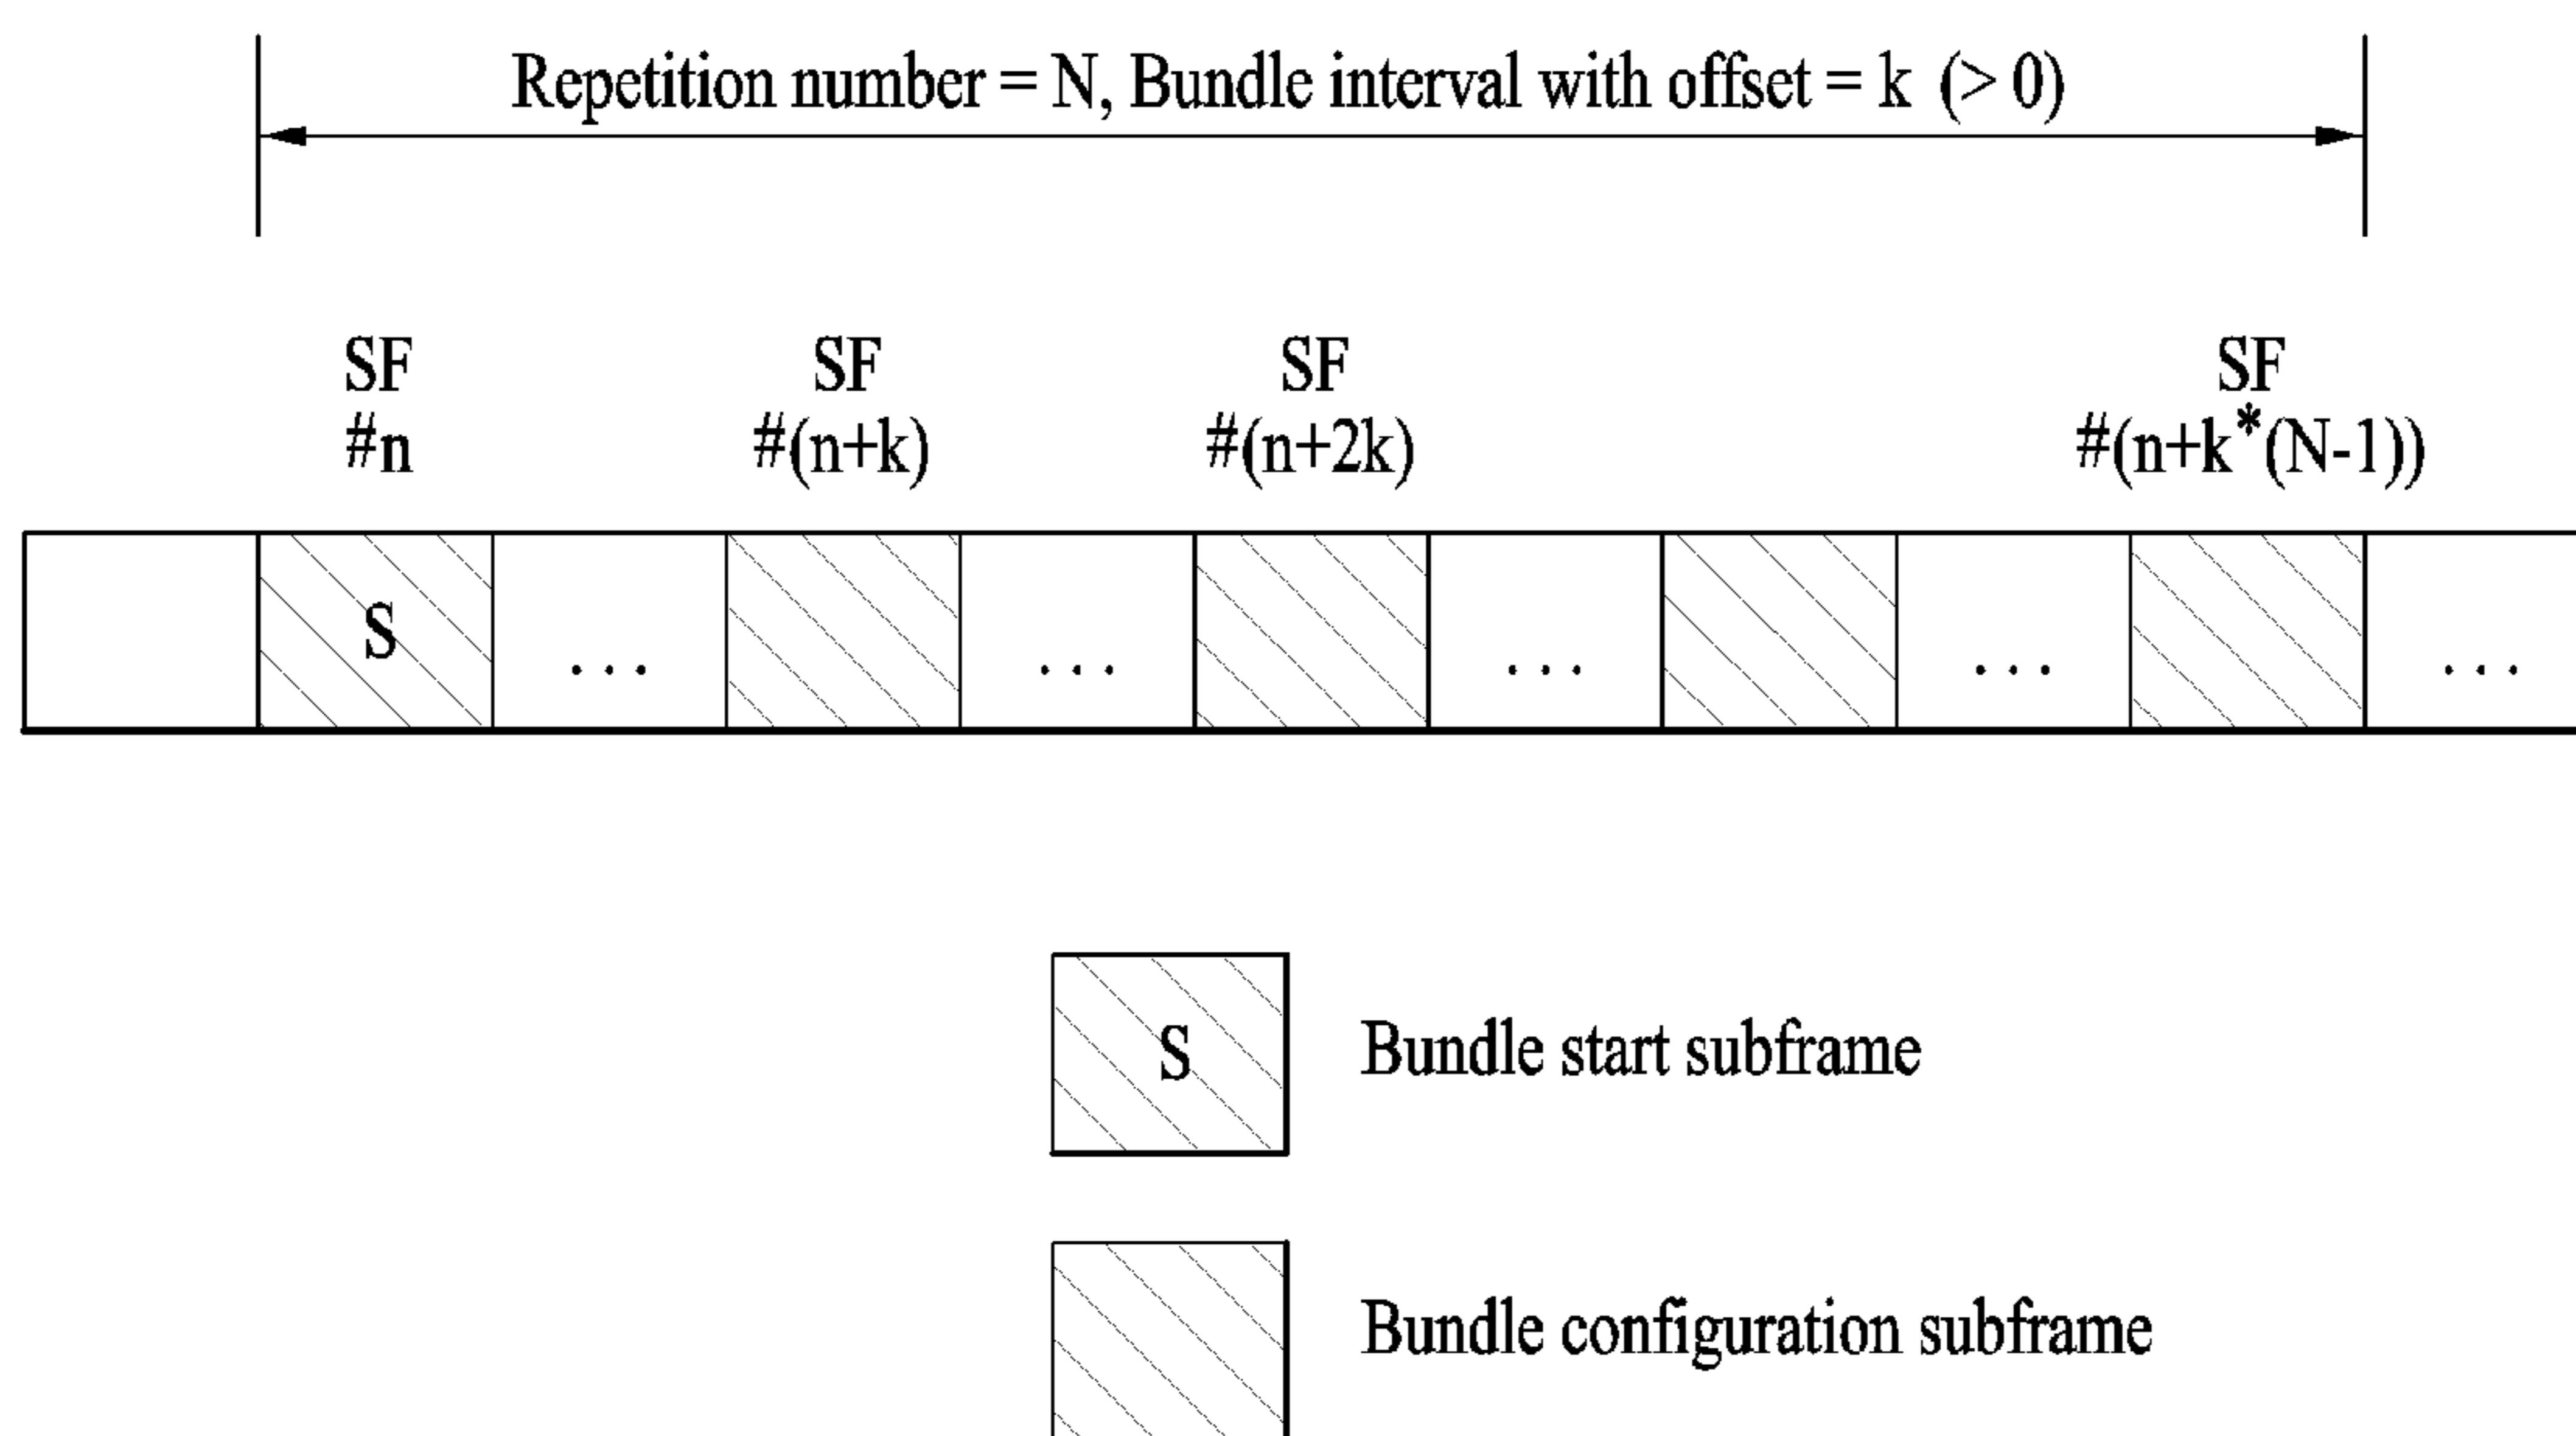 Repetition number = N, Bundle interval with offset = k (> 0)
SF SF SF SF
#n #(n+k) #(n+2k) #(n+k*(N-1))
S ... ... ... ... ...
S Bundle start subframe
Bundle configuration subframe